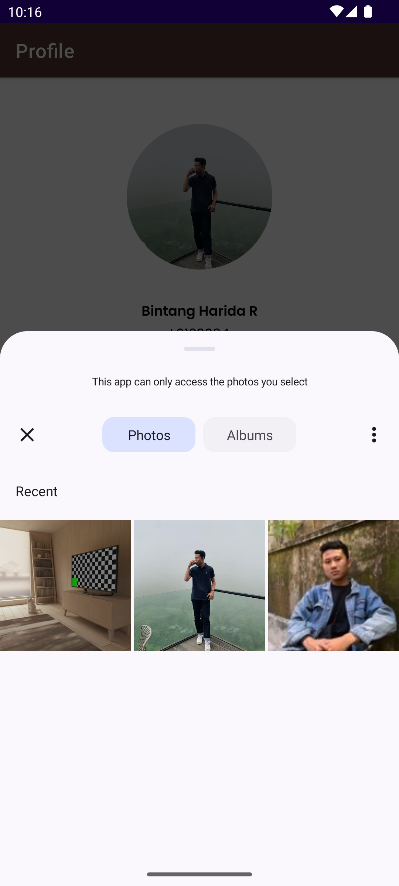 10:16
Profile
Bintang Harida R
This app can only access the photos you select
Photos
Albums
Recent